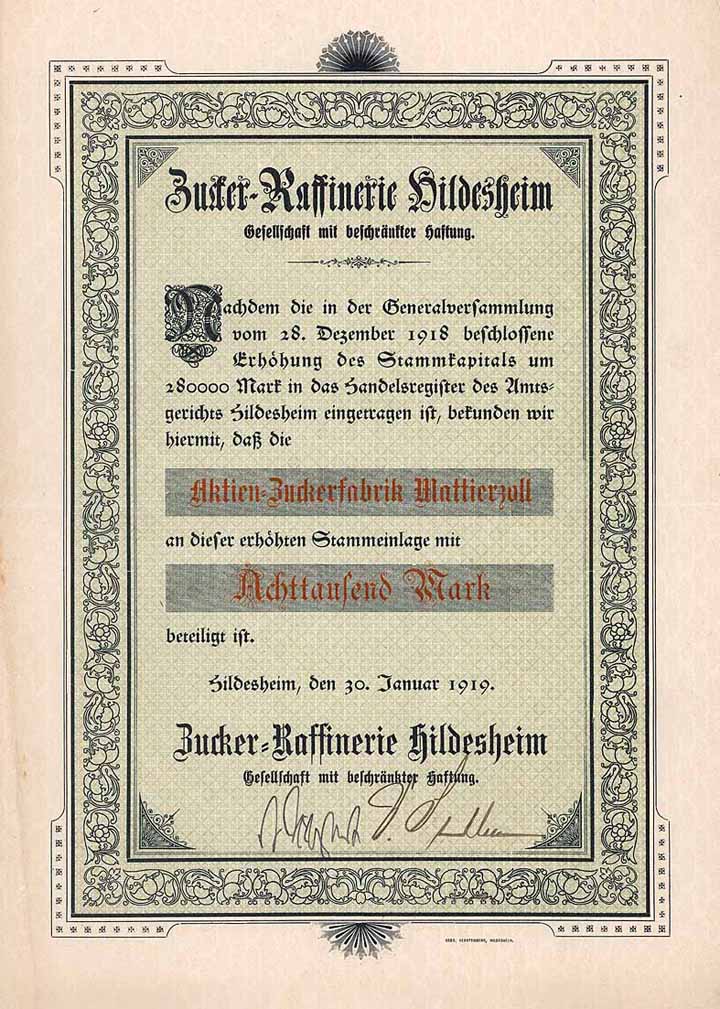 Zucker-Raffinerie Hildesheim
Gesellschaft mit beschränkter Haftung.
Nachdem die in der Generalversammlung
vom 28. Dezember 1918 beschlossene
Erhöhung des Stammkapitals um
280000 Mark in das Handelsregister des Amts-
gerichts Hildesheim eingetragen ist, bekunden wir
hiermit, daß die
Aktien-Zuckerfabrik Mattierzoll
an dieser erhöhten Stammeinlage mit
Achttausend Mark
beteiligt ist.
Hildesheim, den 30. Januar 1919.
Zucker-Raffinerie Hildesheim
Gesellschaft mit beschränkter Haftung.
GEBR. GERSTENBERG, HILDESHEIM.